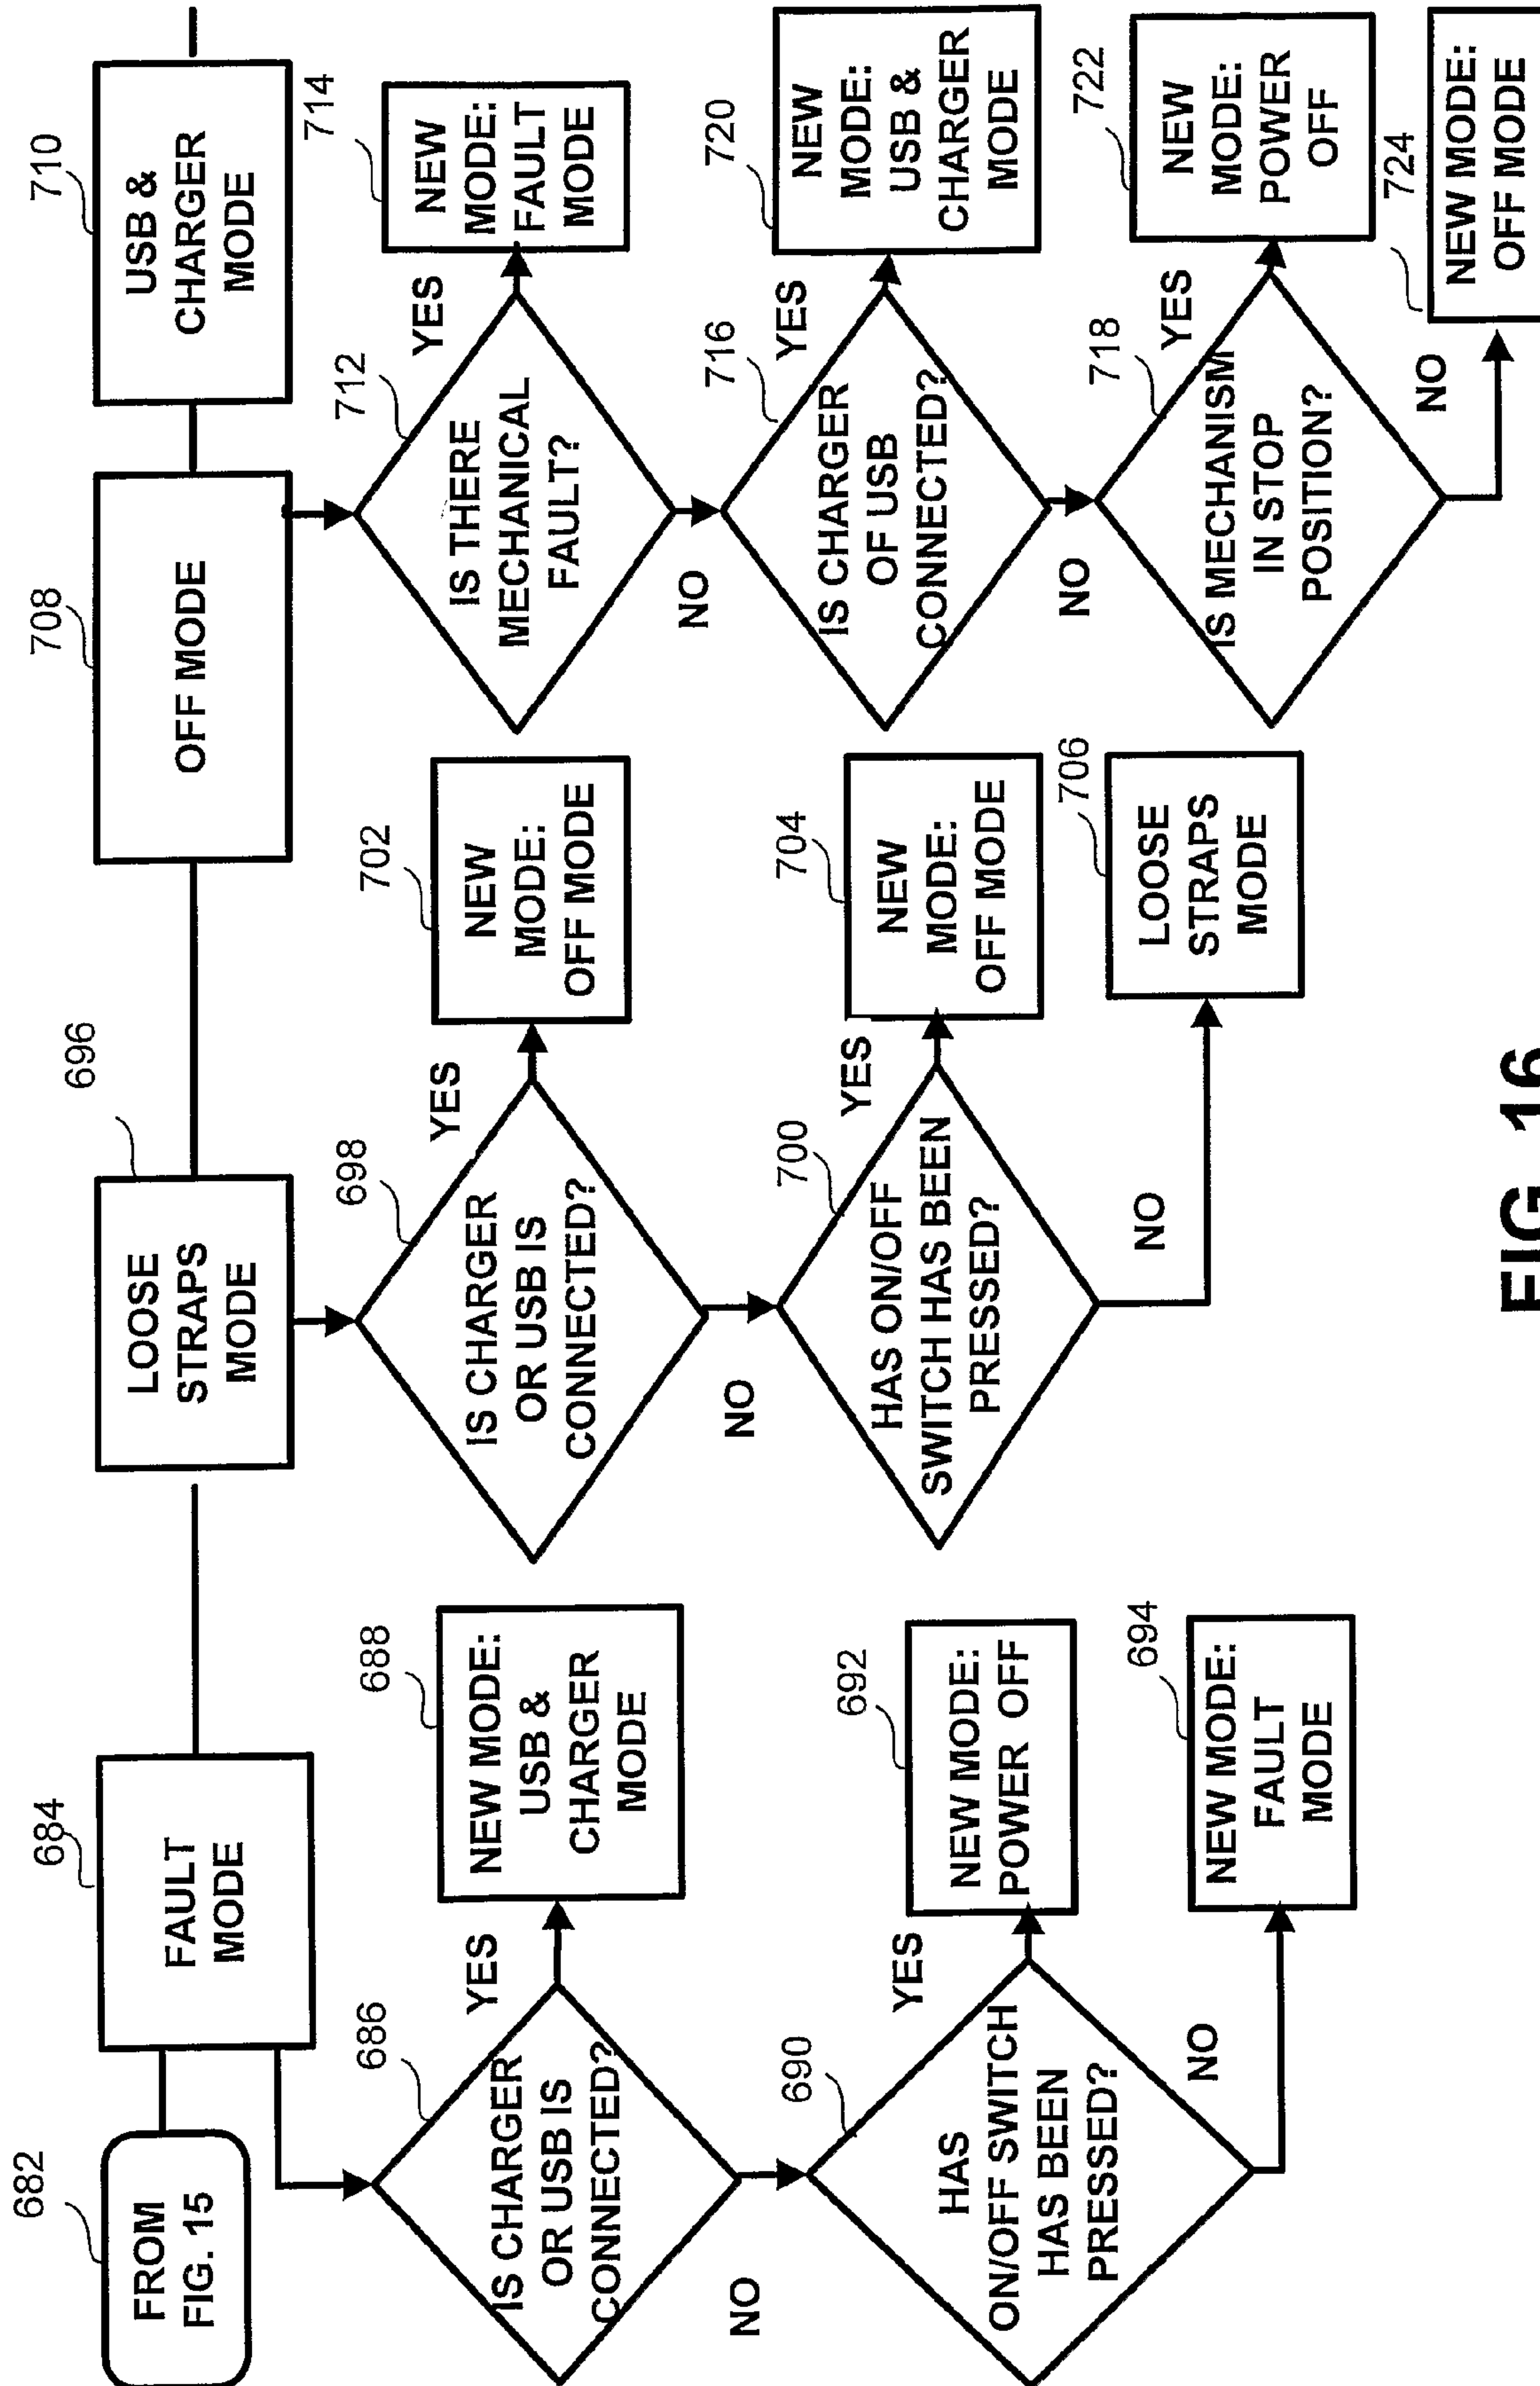 682
FROM
FIG. 15
684
FAULT
MODE
686
IS CHARGER
OR USB IS
CONNECTED?
YES
688
NEW MODE:
USB &
CHARGER
MODE
NO
690
HAS
ON/OFF SWITCH
HAS BEEN
PRESSED?
YES
692
NEW MODE:
POWER OFF
NO
694
NEW MODE:
FAULT
MODE
696
LOOSE
STRAPS
MODE
698
IS CHARGER
OR USB IS
CONNECTED?
YES
702
NEW
MODE:
OFF MODE
NO
700
HAS ON/OFF
SWITCH HAS BEEN
PRESSED?
YES
704
NEW
MODE:
OFF MODE
NO
706
LOOSE
STRAPS
MODE
708
OFF MODE
710
USB &
CHARGER
MODE
712
IS THERE
MECHANICAL
FAULT?
YES
714
NEW
MODE:
FAULT
MODE
NO
716
IS CHARGER
OF USB
CONNECTED?
YES
720
NEW
MODE:
USB &
CHARGER
MODE
NO
718
IS MECHANISM
IN STOP
POSITION?
YES
722
NEW
MODE:
POWER
OFF
NO
724
NEW MODE:
OFF MODE
FIG. 16